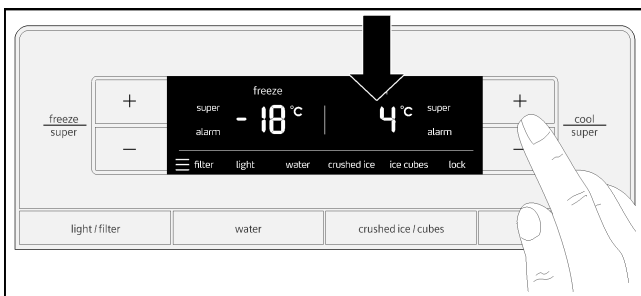 freeze
super
alarm
- 18 °C
4 °C
super
alarm
filter light water crushed ice ice cubes lock
freeze
super
+
−
+
−
cool
super
light / filter
water
crushed ice / cubes